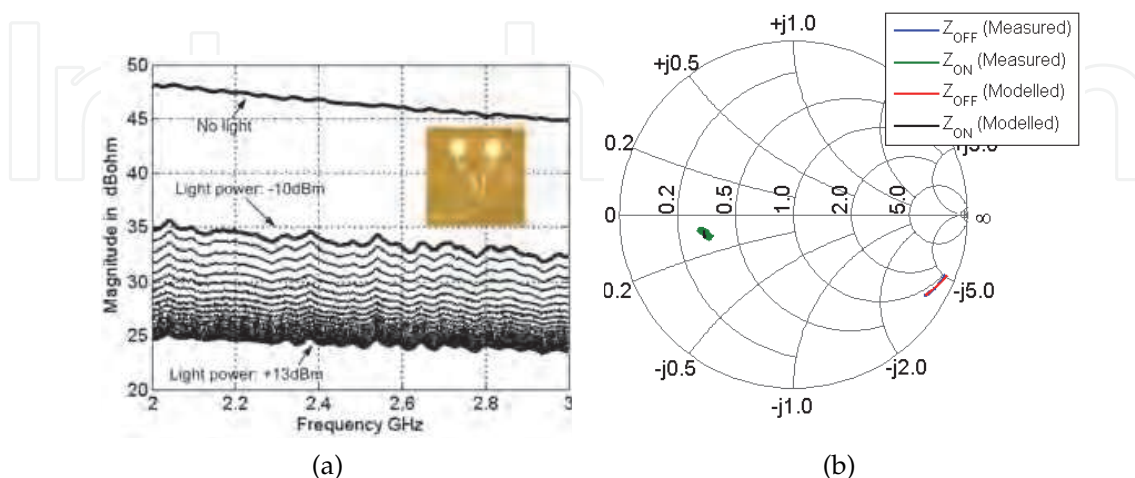 50
45
40
35
30
25
20
Magnitude in dBohm
No light
Light power: -10dBm
Light power: +13dBm
2
2.2
2.4
2.6
2.8
3
Frequency GHz
(a)
+j1.0
+j0.5
0.2
0
0.2
0.2
0.5
1.0
2.0
5.0
∞
-j5.0
-j2.0
-j1.0
-j0.5
Z_OFF (Measured)
Z_ON (Measured)
Z_OFF (Modelled)
Z_ON (Modelled)
(b)